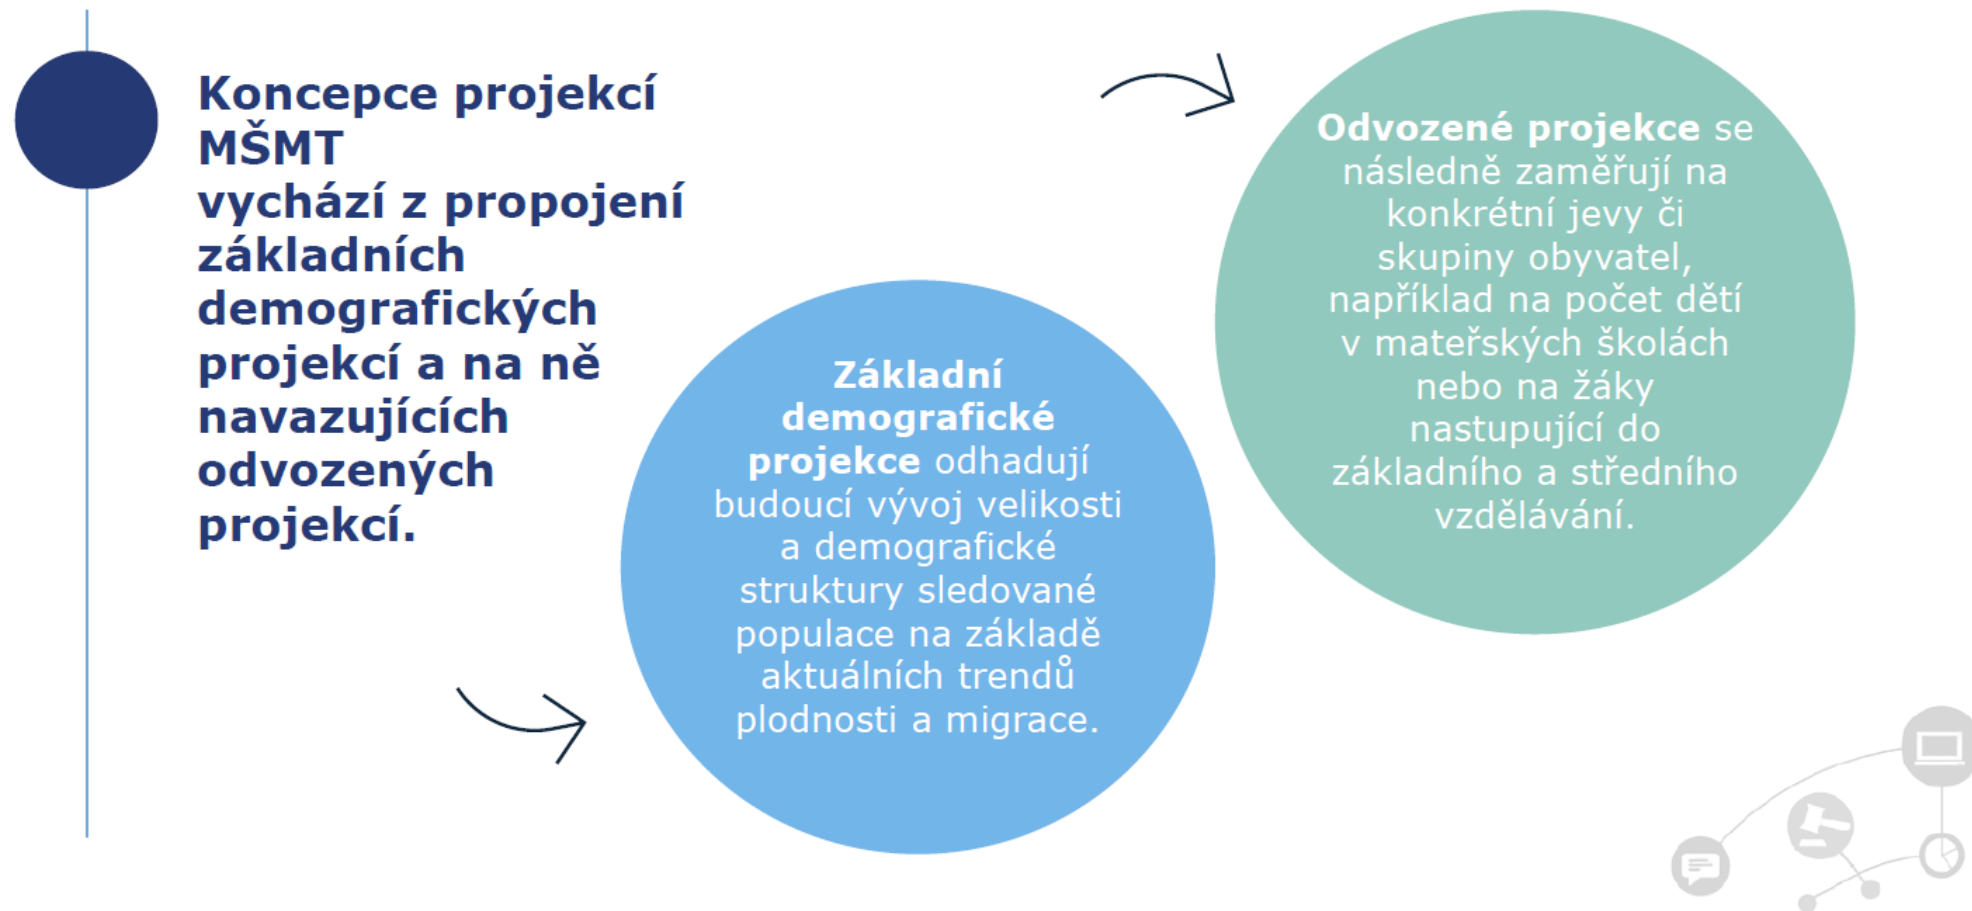 Koncepce projekcí
MŠMT
vychází z propojení
základních
demografických
projekcí a na ně
navazujících
odvozených
projekcí.
Základní
demografické
projekce odhadují
budoucí vývoj velikosti
a demografické
struktury sledované
populace na základě
aktuálních trendů
plodnosti a migrace.
Odvozené projekce se
následně zaměřují na
konkrétní jevy či
skupiny obyvatel,
například na počet dětí
v mateřských školách
nebo na žáky
nastupující do
základního a středního
vzdělávání.